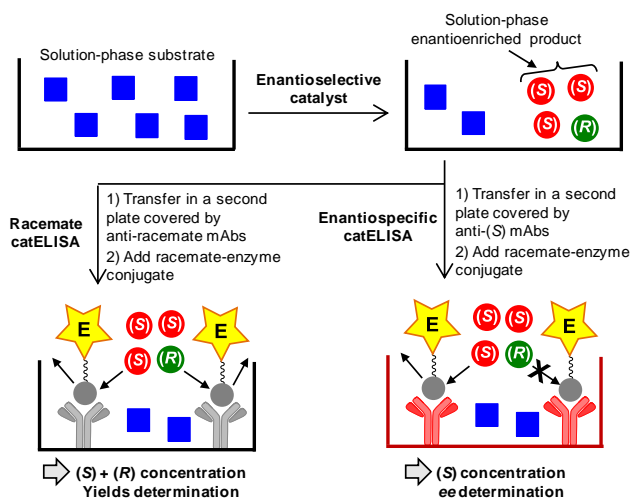 Solution-phase substrate
Enantioselective
catalyst
Solution-phase
enantioenriched product
(S) (S)
(S) (R)
Racemate
catELISA
1) Transfer in a second
plate covered by
anti-racemate mAbs
2) Add racemate-enzyme
conjugate
Enantiospecific
catELISA
1) Transfer in a second
plate covered by
anti-(S) mAbs
2) Add racemate-enzyme
conjugate
E (S) (S) E
(S) (R)
E (S) (S) E
(S) (R)
X
(S) + (R) concentration
Yields determination
(S) concentration
ee determination